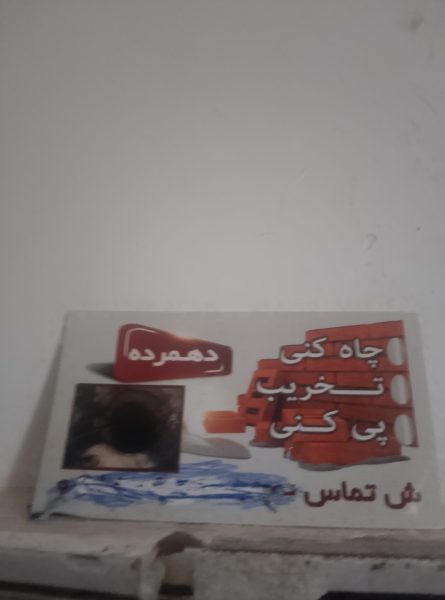 دهمرده
چاه کنی
تخریب
پی کنی
ش تماس